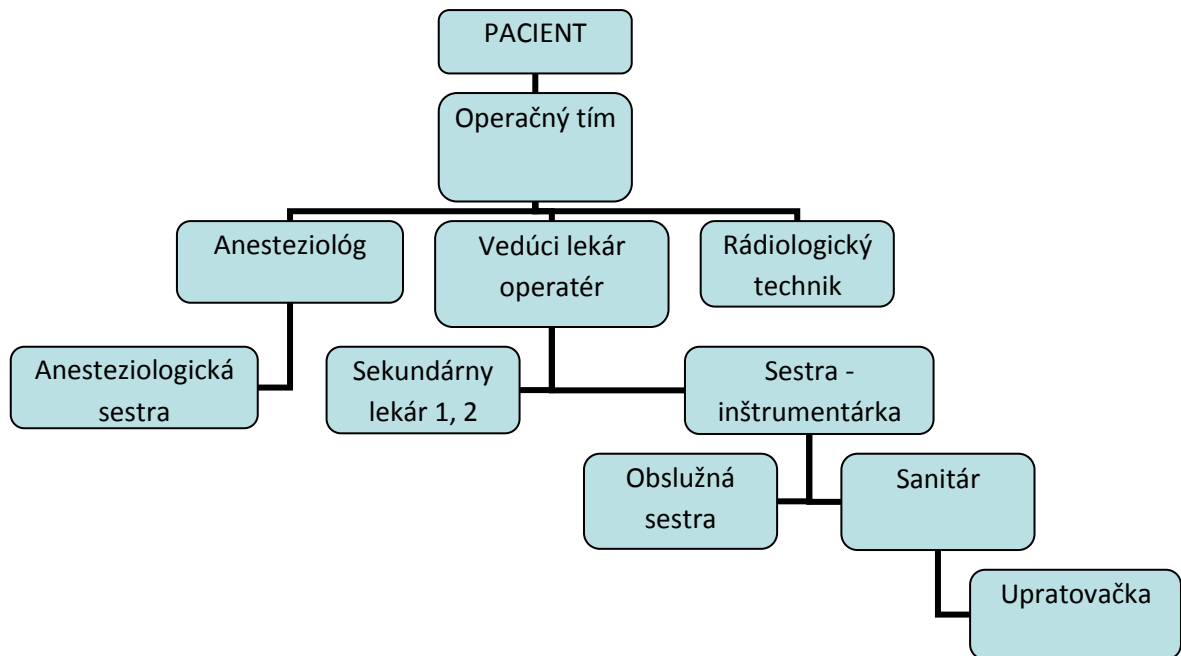 PACIENT
Operačný tím
Anesteziológ
Vedúci lekár
operatér
Rádiologický
technik
Anesteziologická
sestra
Sekundárny
lekár 1, 2
Sestra -
inštrumentárka
Obslužná
sestra
Sanitár
Upratovačka